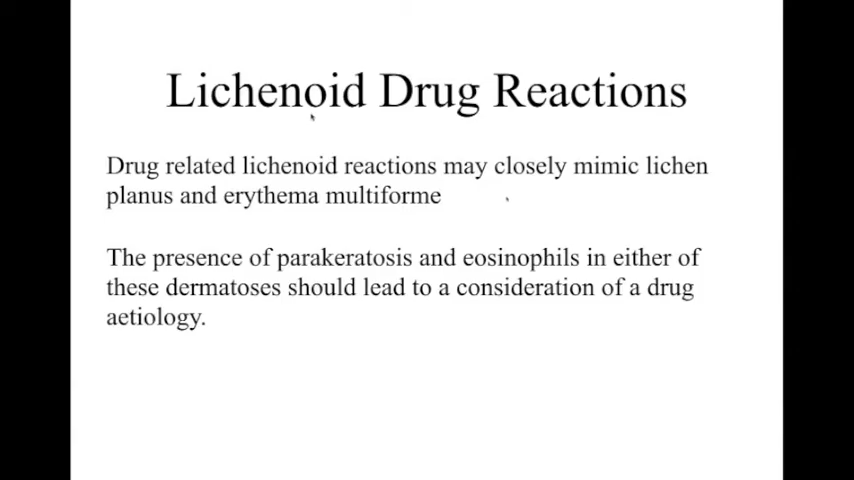 Lichenoid Drug Reactions
Drug related lichenoid reactions may closely mimic lichen
planus and erythema multiforme
The presence of parakeratosis and eosinophils in either of
these dermatoses should lead to a consideration of a drug
aetiology.